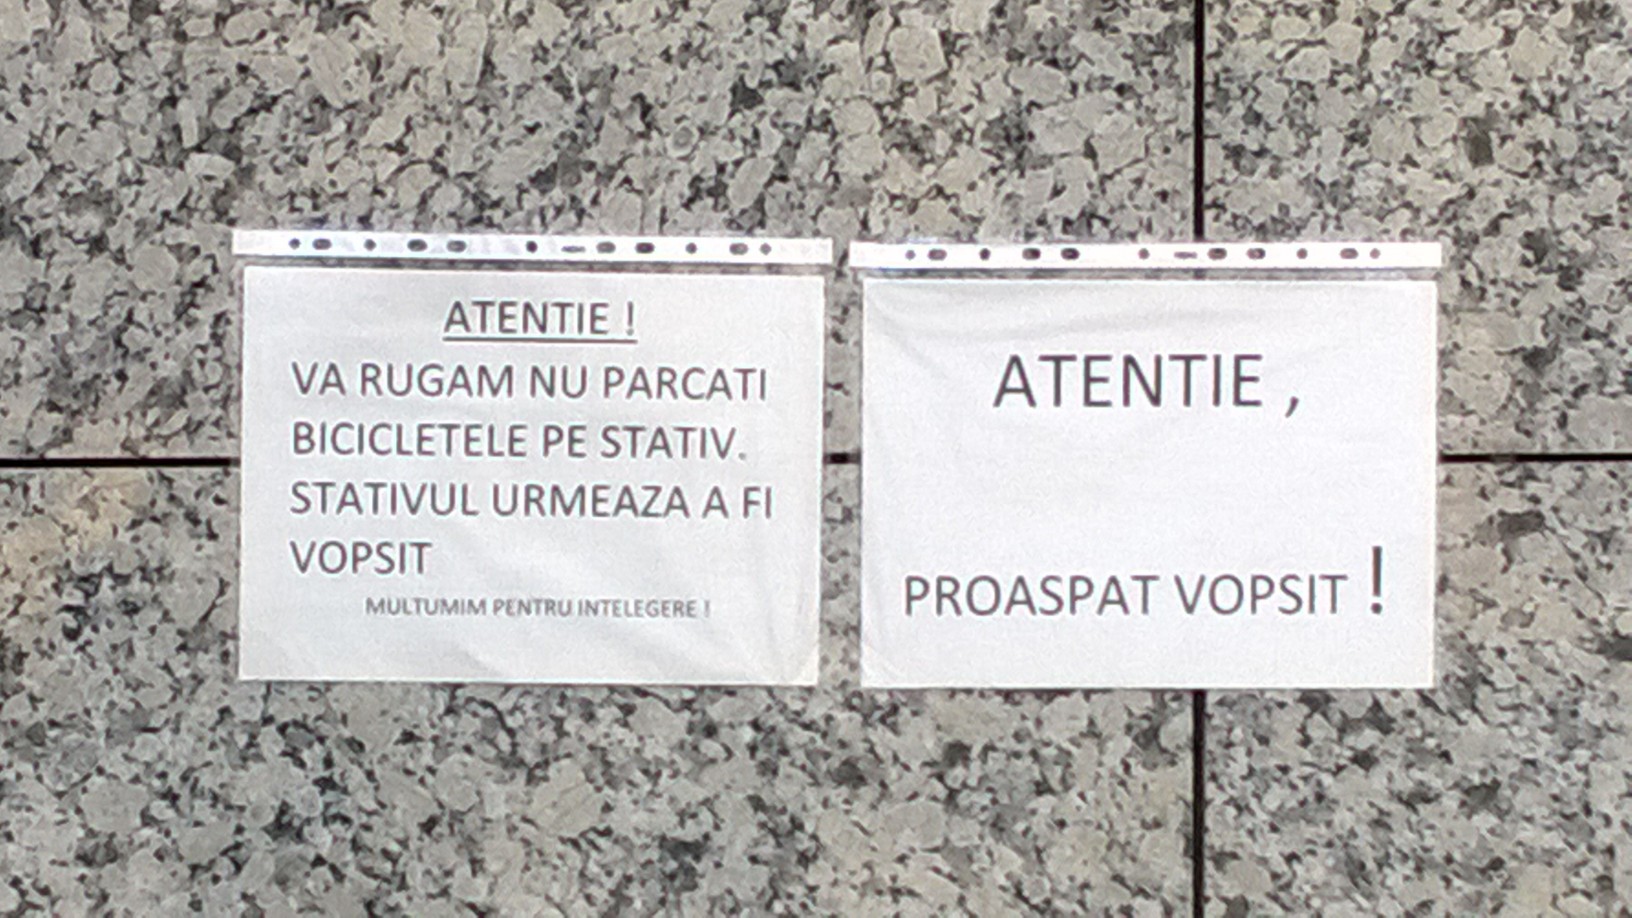 ATENTIE !
VA RUGAM NU PARCATI
BICICLETELE PE STATIV.
STATIVUL URMEAZA A FI
VOPSIT
MULTUMIM PENTRU INTELEGERE !
ATENTIE ,
PROASPAT VOPSIT !